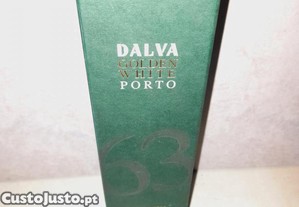 DALVA
GOLDEN
WHITE
PORTO
63
CustoJusto.pt